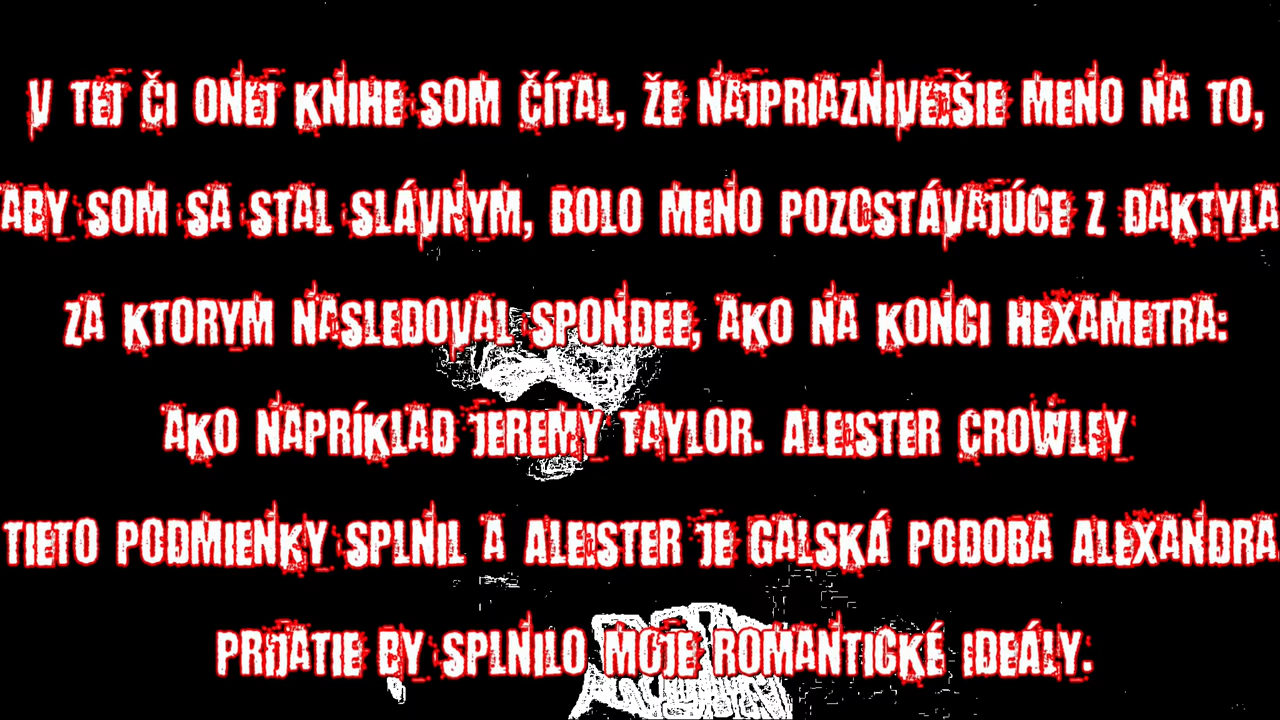 V TEJ ČI ONEJ KNIHE SOM ČÍTAL, ŽE NAJPRIAZNIVEJŠIE MENO NA TO,
ABY SOM SA STAL SLÁVNYM, BOLO MENO POZOSTÁVAJÚCE Z DAKTYLA
ZA KTORYM NASLEDOVAL SPONDEE, AKO NA KONCI HEXAMETRA:
AKO NAPRÍKLAD JEREMY TAYLOR. ALEISTER CROWLEY
TIETO PODMIENKY SPLNIL A ALEISTER JE GALSKÁ PODOBA ALEXANDRA
PRIJATIE BY SPLNILO MOJE ROMANTICKÉ IDEÁLY.